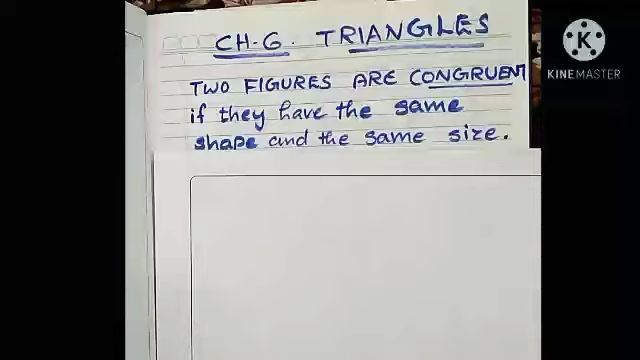 CH-6. TRIANGLES
TWO FIGURES ARE CONGRUENT
if they have the same
shape and the same size.
KINEMASTER